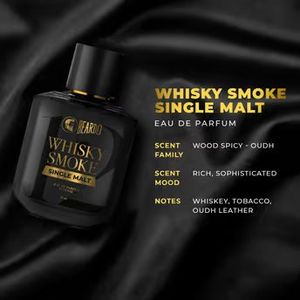 BEARDO
WHISKY
SMOKE
SINGLE MALT
WHISKY SMOKE
SINGLE MALT
EAU DE PARFUM
SCENT FAMILY
WOOD SPICY - OUDH
SCENT MOOD
RICH, SOPHISTICATED
NOTES
WHISKEY, TOBACCO,
OUDH LEATHER